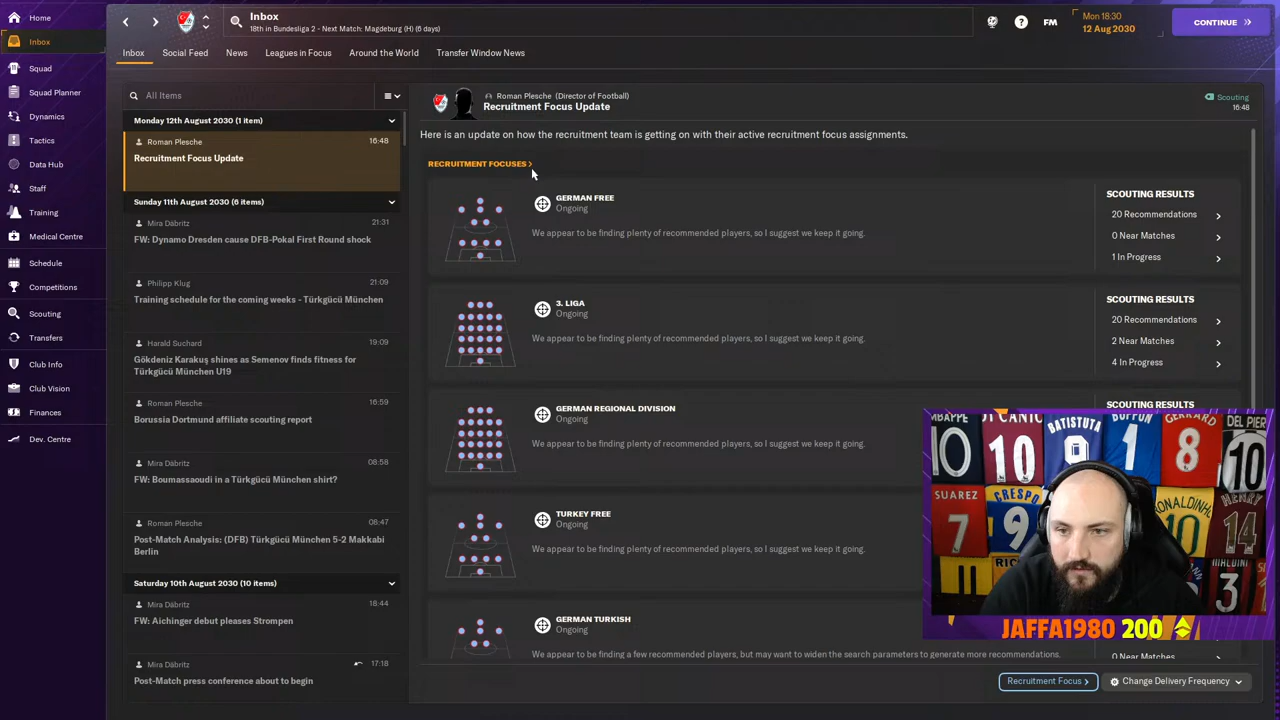 Home
Inbox
Squad
Squad Planner
Dynamics
Tactics
Data Hub
Staff
Training
Medical Centre
Schedule
Competitions
Scouting
Transfers
Club Info
Club Vision
Finances
Dev. Centre
Inbox
18th in Bundesliga 2 - Next Match: Magdeburg (H) (6 days)
FM
Mon 18:30
12 Aug 2030
CONTINUE
Inbox
Social Feed
News
Leagues in Focus
Around the World
Transfer Window News
All Items
Monday 12th August 2030 (1 item)
Roman Plesche
16:48
Recruitment Focus Update
Sunday 11th August 2030 (6 items)
Mira Däbritz
21:31
FW: Dynamo Dresden cause DFB-Pokal First Round shock
Philipp Klug
21:09
Training schedule for the coming weeks - Türkgücü München
Harald Suchard
19:09
Gökdeniz Karakuş shines as Semenov finds fitness for
Türkgücü München U19
Roman Plesche
16:59
Borussia Dortmund affiliate scouting report
Mira Däbritz
08:58
FW: Boumassaoudi in a Türkgücü München shirt?
Roman Plesche
08:47
Post-Match Analysis: (DFB) Türkgücü München 5-2 Makkabi
Berlin
Saturday 10th August 2030 (10 items)
Mira Däbritz
18:44
FW: Aichinger debut pleases Strompen
Mira Däbritz
17:18
Post-Match press conference about to begin
Roman Plesche (Director of Football)
Recruitment Focus Update
Scouting
16:48
Here is an update on how the recruitment team is getting on with their active recruitment focus assignments.
RECRUITMENT FOCUSES
GERMAN FREE
Ongoing
We appear to be finding plenty of recommended players, so I suggest we keep it going.
SCOUTING RESULTS
20 Recommendations
0 Near Matches
1 In Progress
3. LIGA
Ongoing
We appear to be finding plenty of recommended players, so I suggest we keep it going.
SCOUTING RESULTS
20 Recommendations
2 Near Matches
4 In Progress
GERMAN REGIONAL DIVISION
Ongoing
We appear to be finding plenty of recommended players, so I suggest we keep it going.
SCOUTING RESULTS
TURKEY FREE
Ongoing
We appear to be finding plenty of recommended players, so I suggest we keep it going.
GERMAN TURKISH
Ongoing
We appear to be finding a few recommended players, but may want to widen the search parameters to generate more recommendations.
0 Near Matches
Recruitment Focus
Change Delivery Frequency
10
10
BATISTUTA
9
BUFFON
1
GERRARD
8
DEL PIER
10
SUAREZ
7
CRESPO
9
10
HENRY
14
3
JAFFA1980 200